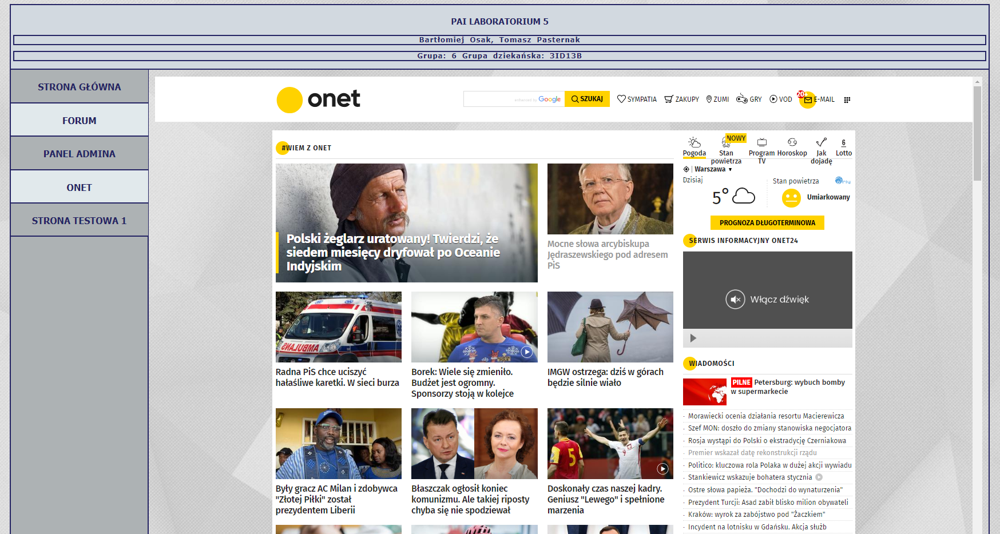 PAI LABORATORIUM 5
Bartłomiej Osak, Tomasz Pasternak
Grupa: 6 Grupa dziekańska: 3ID13B
STRONA GŁÓWNA
FORUM
PANEL ADMINA
ONET
STRONA TESTOWA 1
onet
enhanced by Google
SZUKAJ
SYMPATIA
ZAKUPY
ZUMI
GRY
VOD
20+
E-MAIL
#WIEM Z ONET
Polski żeglarz uratowany! Twierdzi, że
siedem miesięcy dryfował po Oceanie
Indyjskim
Mocne słowa arcybiskupa
Jędraszewskiego pod adresem
PiS
AMBULANS
Radna PiS chce uciszyć
hałaśliwe karetki. W sieci burza
Borek: Wiele się zmieniło.
Budżet jest ogromny.
Sponsorzy stoją w kolejce
IMGW ostrzega: dziś w górach
będzie silnie wiało
5
9
Były gracz AC Milan i zdobywca
"Złotej Piłki" został
prezydentem Liberii
Błaszczak ogłosił koniec
komunizmu. Ale takiej riposty
chyba się nie spodziewał
Doskonały czas naszej kadry.
Geniusz "Lewego" i spełnione
marzenia
NOWY
6
Pogoda
Stan
powietrza
Program
TV
Horoskop
Jak
dojadę
Lotto
Warszawa
Dzisiaj
5°
Stan powietrza
airly
Umiarkowany
PROGNOZA DŁUGOTERMINOWA
SERWIS INFORMACYJNY ONET24
Włącz dźwięk
WIADOMOŚCI
PILNE Petersburg: wybuch bomby
w supermarkecie
· Morawiecki ocenia działania resortu Macierewicza
· Szef MON: doszło do zmiany stanowiska negocjatora
· Rosja wystąpi do Polski o ekstradycję Czerniakowa
· Premier wskazał datę rekonstrukcji rządu
· Politico: kluczowa rola Polaka w dużej akcji wywiadu
· Stankiewicz wskazuje bohatera stycznia
· Ostre słowa papieża. "Dochodzi do wynaturzenia"
· Prezydent Turcji: Asad zabił blisko milion obywateli
· Kraków: wyrok za zabójstwo pod "Żaczkiem"
· Incydent na lotnisku w Gdańsku. Akcja służb